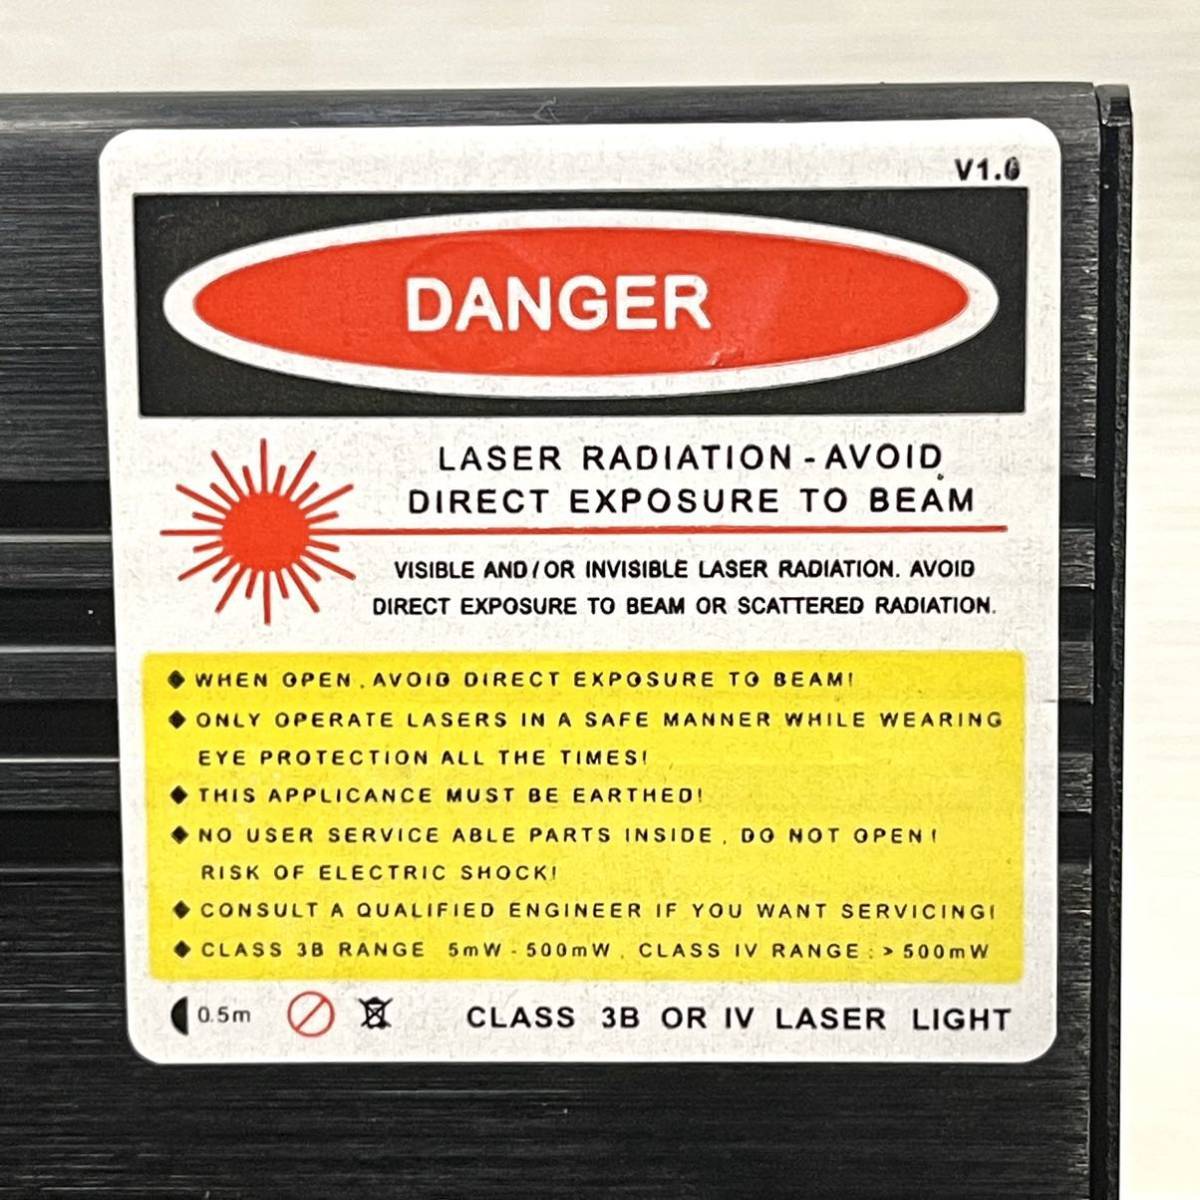 V1.0
DANGER
LASER RADIATION - AVOID
DIRECT EXPOSURE TO BEAM
VISIBLE AND/OR INVISIBLE LASER RADIATION. AVOID
DIRECT EXPOSURE TO BEAM OR SCATTERED RADIATION.
◆ WHEN OPEN, AVOID DIRECT EXPOSURE TO BEAM!
◆ ONLY OPERATE LASERS IN A SAFE MANNER WHILE WEARING
EYE PROTECTION ALL THE TIMES!
◆ THIS APPLICANCE MUST BE EARTHED!
◆ NO USER SERVICE ABLE PARTS INSIDE, DO NOT OPEN!
RISK OF ELECTRIC SHOCK!
◆ CONSULT A QUALIFIED ENGINEER IF YOU WANT SERVICING!
◆ CLASS 3B RANGE 5mW - 500mW, CLASS IV RANGE : > 500mW
0.5m CLASS 3B OR IV LASER LIGHT